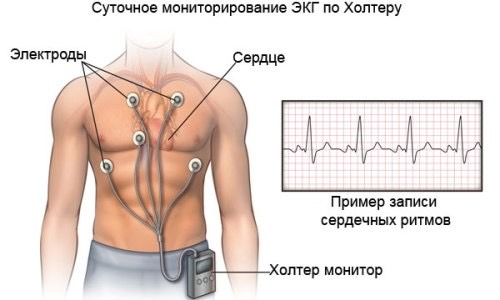 Суточное мониторирование ЭКГ по Холтеру
Электроды
Сердце
Пример записи
сердечных ритмов
Холтер монитор